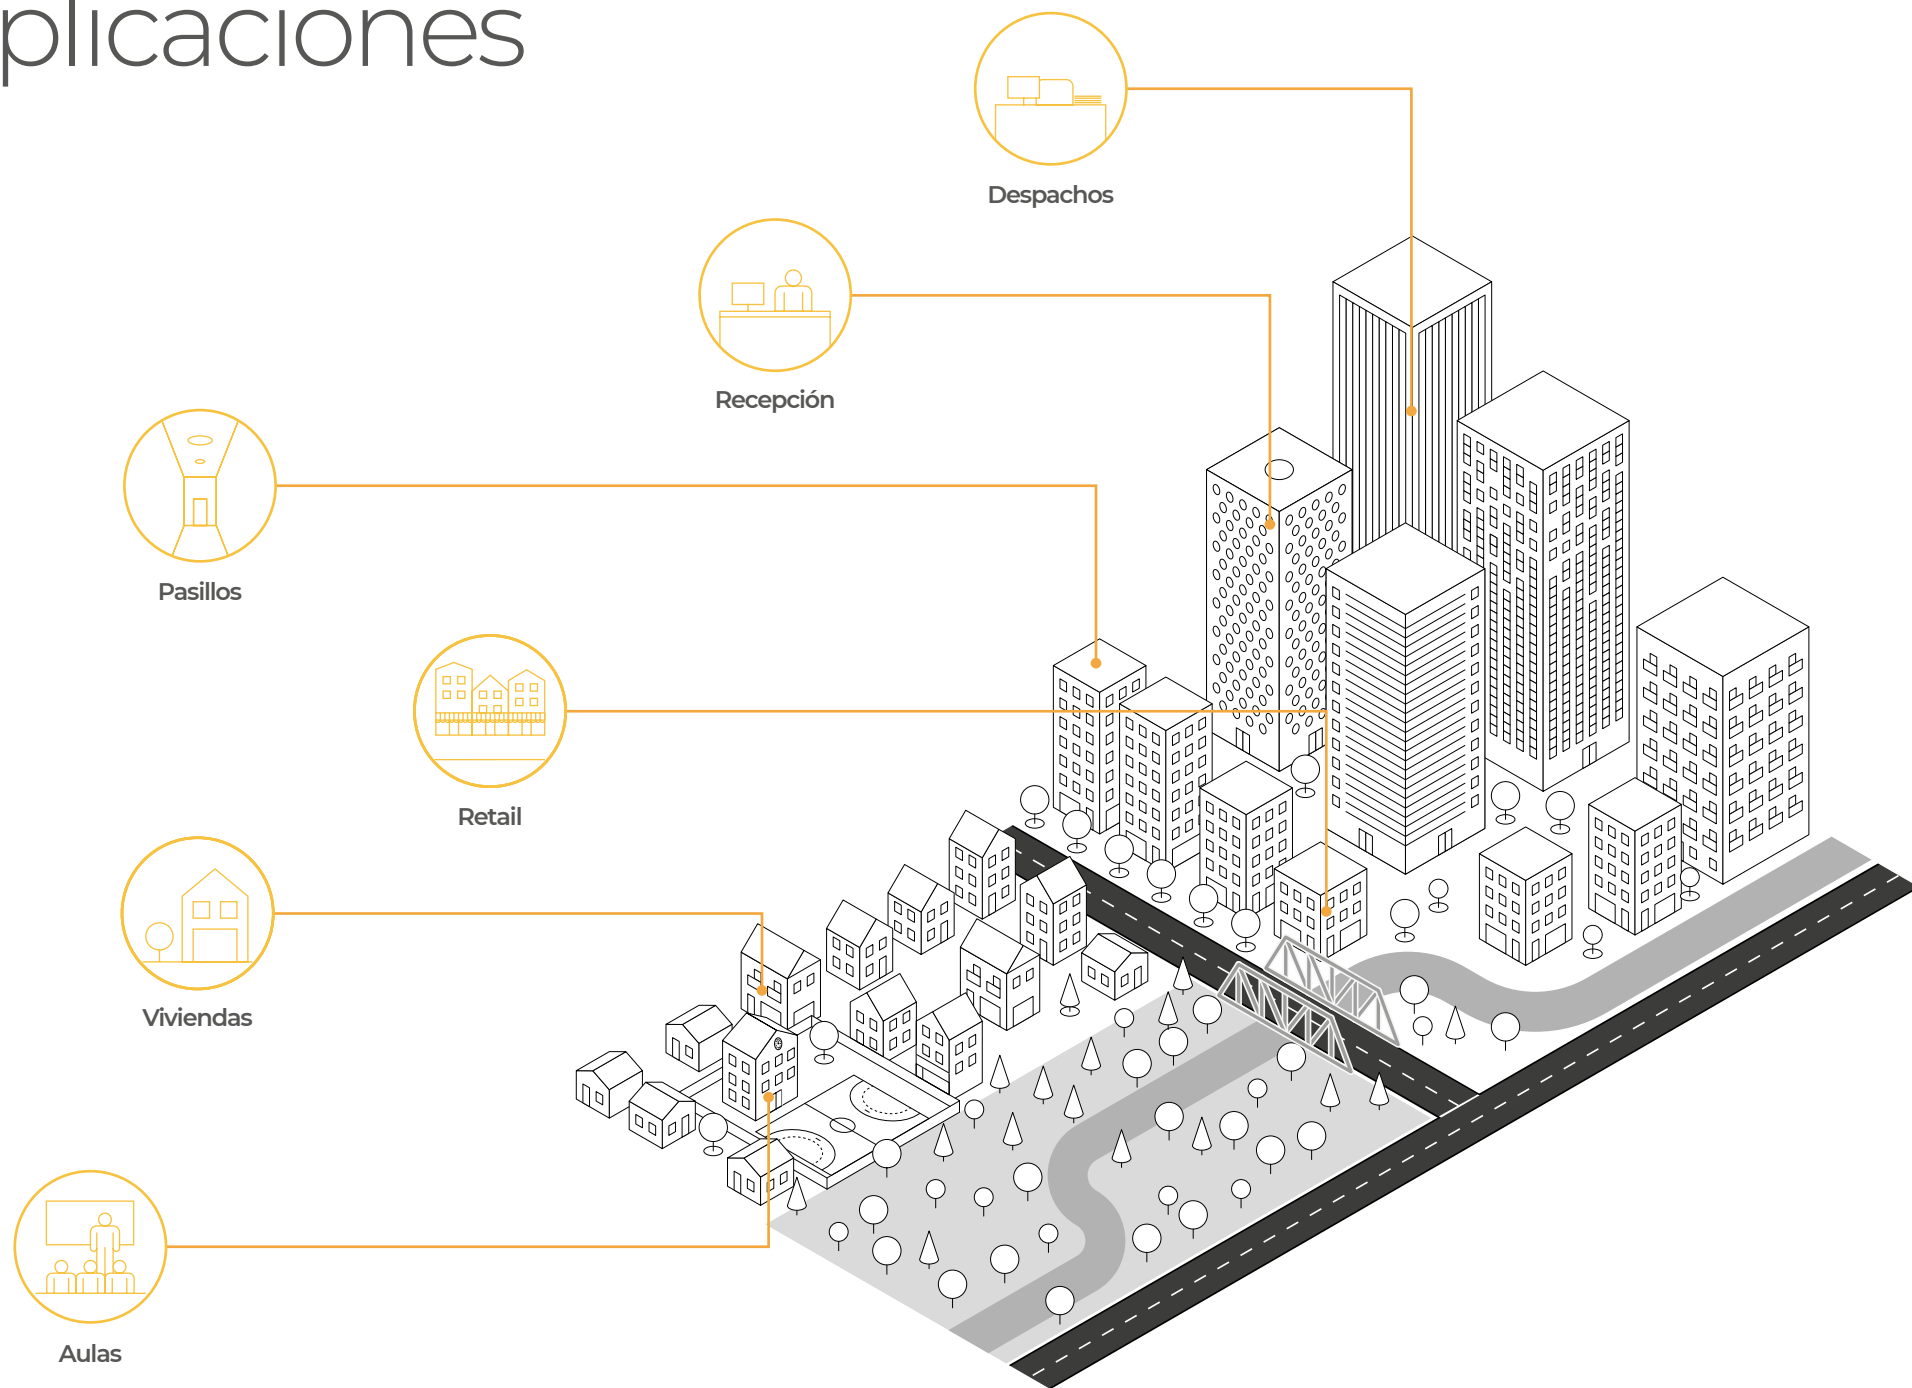 plicaciones
Despachos
Recepción
Pasillos
Retail
Viviendas
Aulas